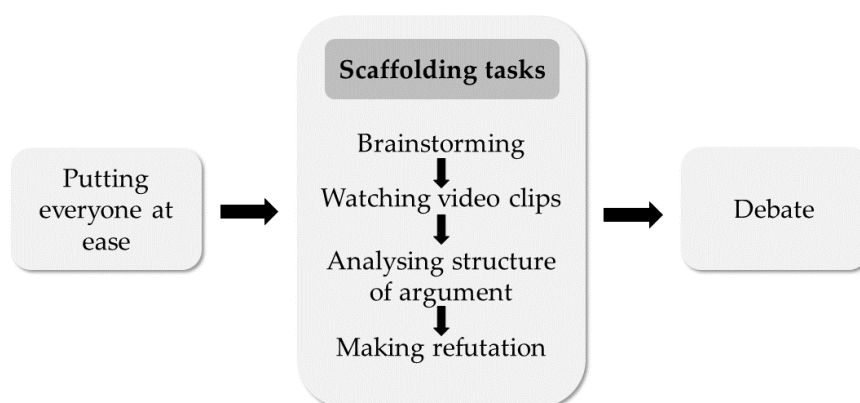 Putting
everyone at
ease
Scaffolding tasks
Brainstorming
Watching video clips
Analysing structure
of argument
Making refutation
Debate